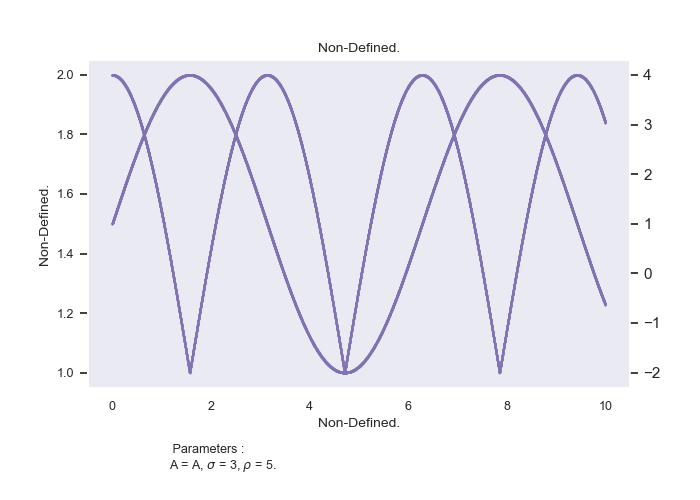 Non-Defined.
2.0
1.8
1.6
1.4
1.2
1.0
Non-Defined.
4
3
2
1
0
−1
−2
0 2 4 6 8 10
Non-Defined.
Parameters :
A = A, σ = 3, ρ = 5.